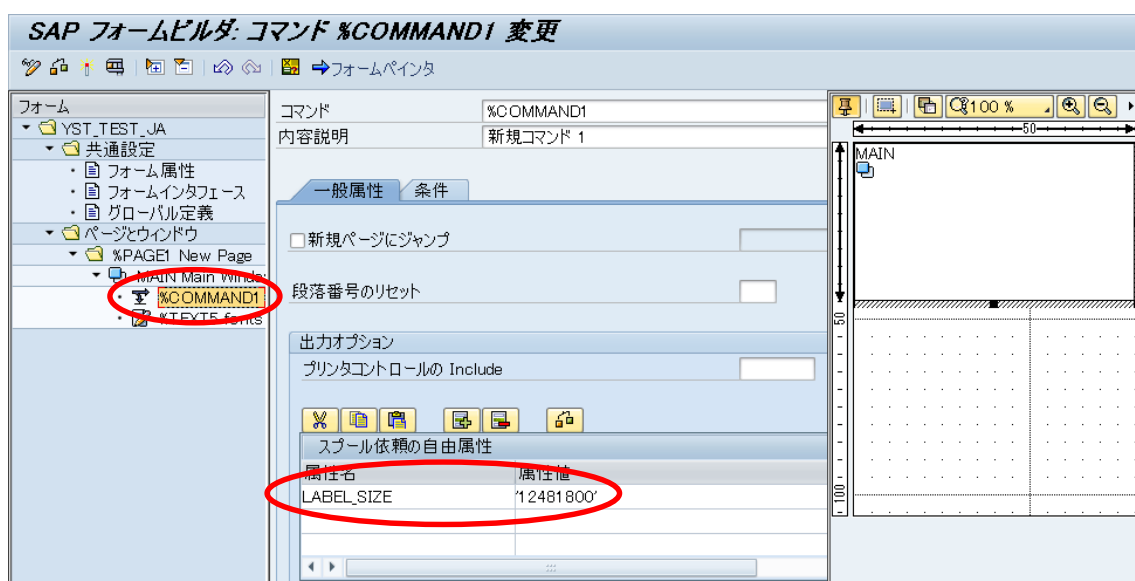 SAP フォームビルダ: コマンド %COMMAND1 変更
フォームペインタ
フォーム
YST_TEST_JA
共通設定
フォーム属性
フォームインタフェース
グローバル定義
ページとウィンドウ
%PAGE1 New Page
MAIN Main Windo
%COMMAND1
%TEXT5 fonts
コマンド %COMMAND1
内容説明 新規コマンド 1
一般属性 条件
新規ページにジャンプ
段落番号のリセット
出力オプション
プリンタコントロールの Include
スプール依頼の自由属性
属性名 属性値
LABEL_SIZE '12481800'
100 %
50
MAIN
50
100